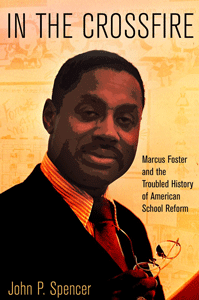 IN THE CROSSFIRE
Marcus Foster
and the
Troubled History
of American
School Reform
John P. Spencer